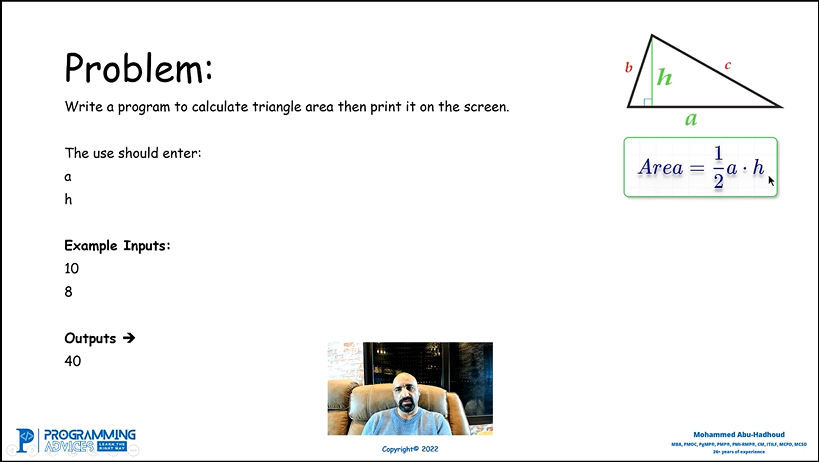 Problem:
Write a program to calculate triangle area then print it on the screen.
The use should enter:
a
h
Example Inputs:
10
8
Outputs ➔
40
b
h
c
a
Area = 1/2 a · h
PROGRAMMING
ADVICES
LEARN THE
RIGHT WAY
Copyright© 2022
Mohammed Abu-Hadhoud
MBA, PMOC, PgMP®, PMP®, PMI-RMP®, CM, ITILF, MCPD, MCSD
26+ years of experience